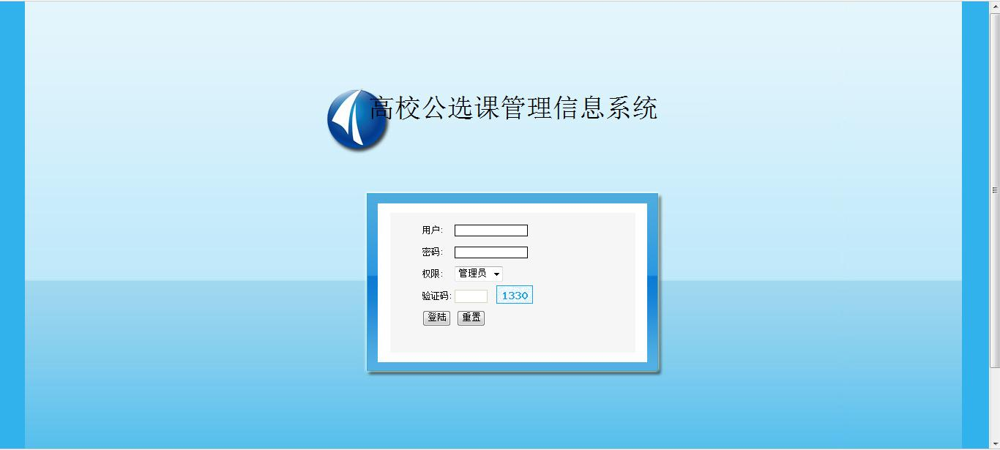 高校公选课管理信息系统
用户:
密码:
权限: 管理员
验证码: 1330
登陆 重置